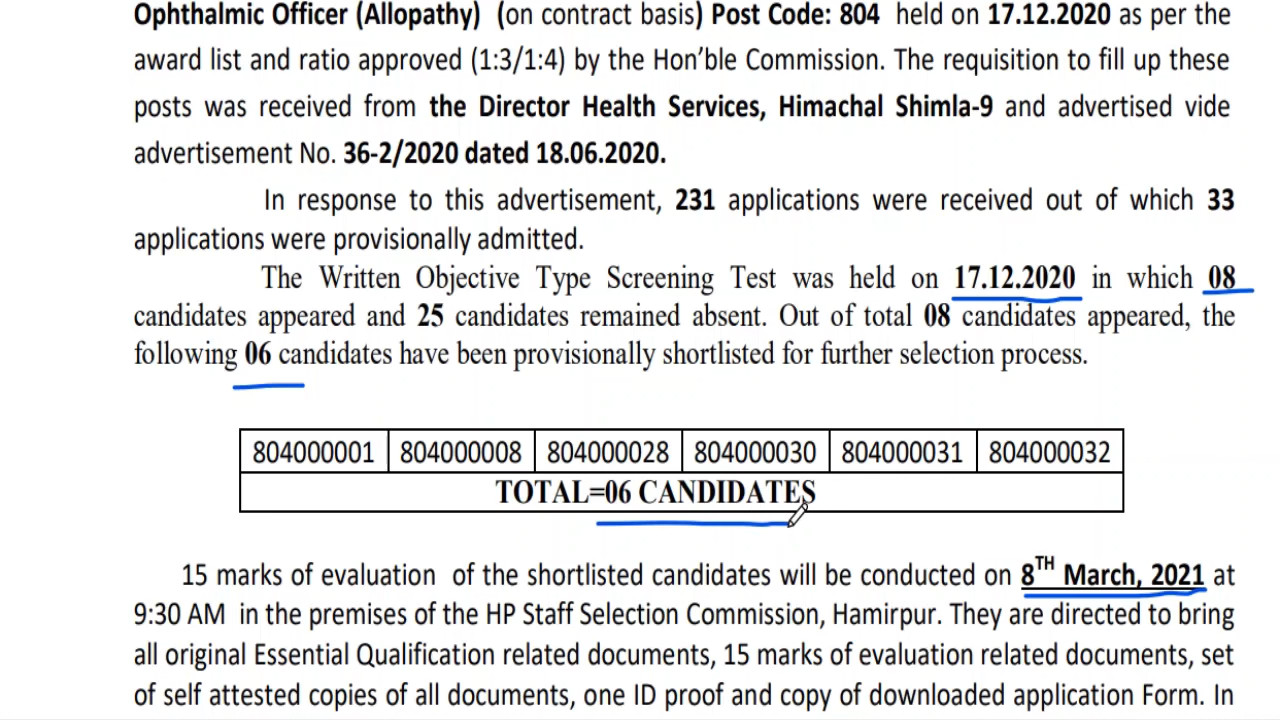 Ophthalmic Officer (Allopathy) (on contract basis) Post Code: 804 held on 17.12.2020 as per the
award list and ratio approved (1:3/1:4) by the Hon'ble Commission. The requisition to fill up these
posts was received from the Director Health Services, Himachal Shimla-9 and advertised vide
advertisement No. 36-2/2020 dated 18.06.2020.
In response to this advertisement, 231 applications were received out of which 33
applications were provisionally admitted.
The Written Objective Type Screening Test was held on 17.12.2020 in which 08
candidates appeared and 25 candidates remained absent. Out of total 08 candidates appeared, the
following 06 candidates have been provisionally shortlisted for further selection process.
804000001 804000008 804000028 804000030 804000031 804000032
TOTAL=06 CANDIDATES
15 marks of evaluation of the shortlisted candidates will be conducted on 8TH March, 2021 at
9:30 AM in the premises of the HP Staff Selection Commission, Hamirpur. They are directed to bring
all original Essential Qualification related documents, 15 marks of evaluation related documents, set
of self attested copies of all documents, one ID proof and copy of downloaded application Form. In